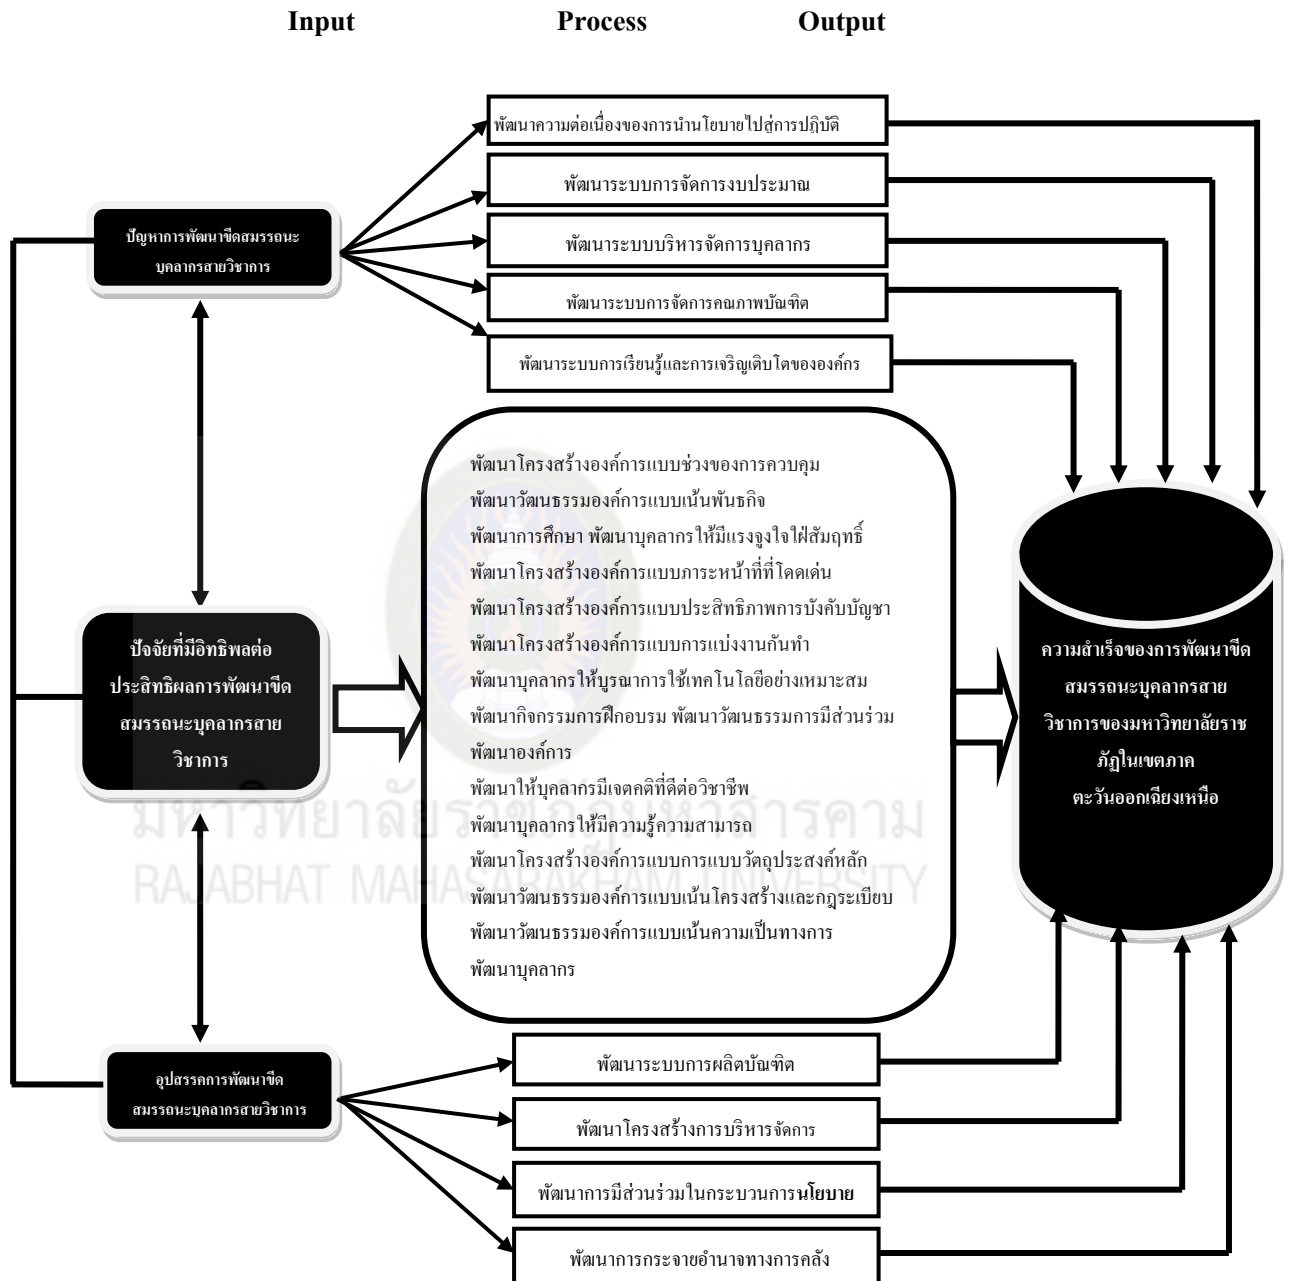 Input Process Output
พัฒนาความต่อเนื่องของการนำนโยบายไปสู่การปฏิบัติ
พัฒนาระบบการจัดการงบประมาณ
พัฒนาระบบบริหารจัดการบุคลากร
พัฒนาระบบการจัดการคุณภาพบัณฑิต
พัฒนาระบบการเรียนรู้และการเจริญเติบโตขององค์กร
ปัญหาการพัฒนาขีดสมรรถนะ
บุคลากรสายวิชาการ
ปัจจัยที่มีอิทธิพลต่อ
ประสิทธิผลการพัฒนาขีด
สมรรถนะบุคลากรสาย
วิชาการ
พัฒนาโครงสร้างองค์การแบบช่วงของการควบคุม
พัฒนาวัฒนธรรมองค์การแบบเน้นพันธกิจ
พัฒนาการศึกษา พัฒนาบุคลากรให้มีแรงจูงใจใฝ่สัมฤทธิ์
พัฒนาโครงสร้างองค์การแบบภาระหน้าที่ที่โดดเด่น
พัฒนาโครงสร้างองค์การแบบประสิทธิภาพการบังคับบัญชา
พัฒนาโครงสร้างองค์การแบบการแบ่งงานกันทำ
พัฒนาบุคลากรให้บูรณาการใช้เทคโนโลยีอย่างเหมาะสม
พัฒนากิจกรรมการฝึกอบรม พัฒนาวัฒนธรรมการมีส่วนร่วม
พัฒนาองค์การ
พัฒนาให้บุคลากรมีเจตคติที่ดีต่อวิชาชีพ
พัฒนาบุคลากรให้มีความรู้ความสามารถ
พัฒนาโครงสร้างองค์การแบบการแบบวัตถุประสงค์หลัก
พัฒนาวัฒนธรรมองค์การแบบเน้นโครงสร้างและกฎระเบียบ
พัฒนาวัฒนธรรมองค์การแบบเน้นความเป็นทางการ
พัฒนาบุคลากร
ความสำเร็จของการพัฒนาขีด
สมรรถนะบุคลากรสาย
วิชาการของมหาวิทยาลัยราช
ภัฏในเขตภาค
ตะวันออกเฉียงเหนือ
มหาวิทยาลัยราชภัฏมหาสารคาม
RAJABHAT MAHASARAKHAM UNIVERSITY
อุปสรรคการพัฒนาขีด
สมรรถนะบุคลากรสายวิชาการ
พัฒนาระบบการผลิตบัณฑิต
พัฒนาโครงสร้างการบริหารจัดการ
พัฒนาการมีส่วนร่วมในกระบวนการนโยบาย
พัฒนาการกระจายอำนาจทางการคลัง